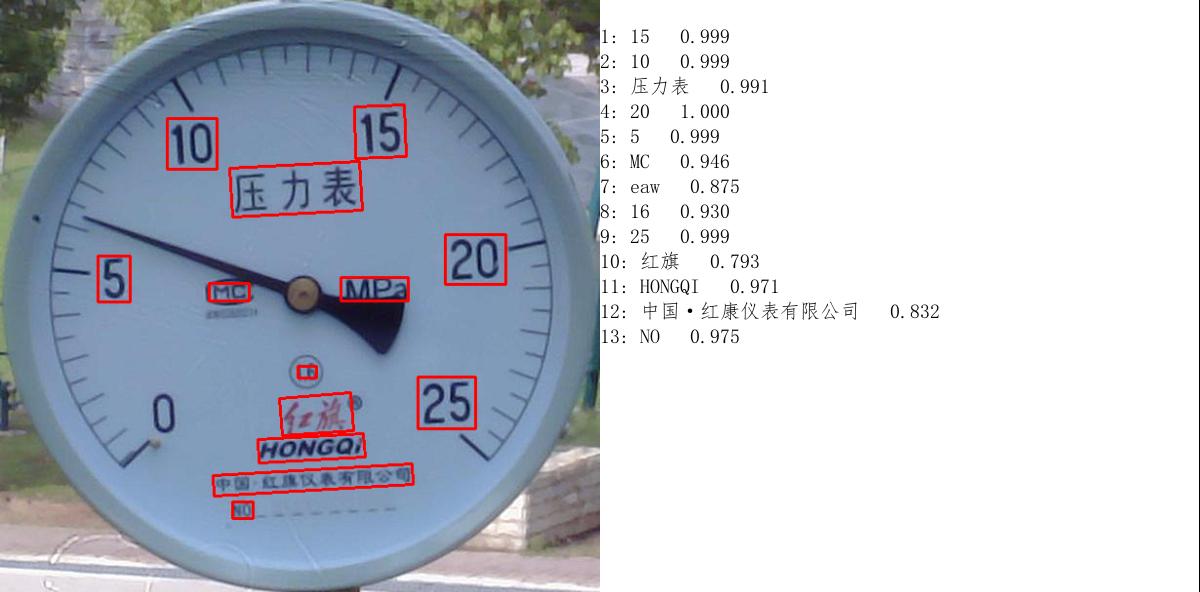 15
10
压力表
20
5
MC
MPa
25
0
红旗®
HONGQi
中国·红旗仪表有限公司
NO
1: 15 0.999
2: 10 0.999
3: 压力表 0.991
4: 20 1.000
5: 5 0.999
6: MC 0.946
7: eaw 0.875
8: 16 0.930
9: 25 0.999
10: 红旗 0.793
11: HONGQI 0.971
12: 中国·红康仪表有限公司 0.832
13: NO 0.975